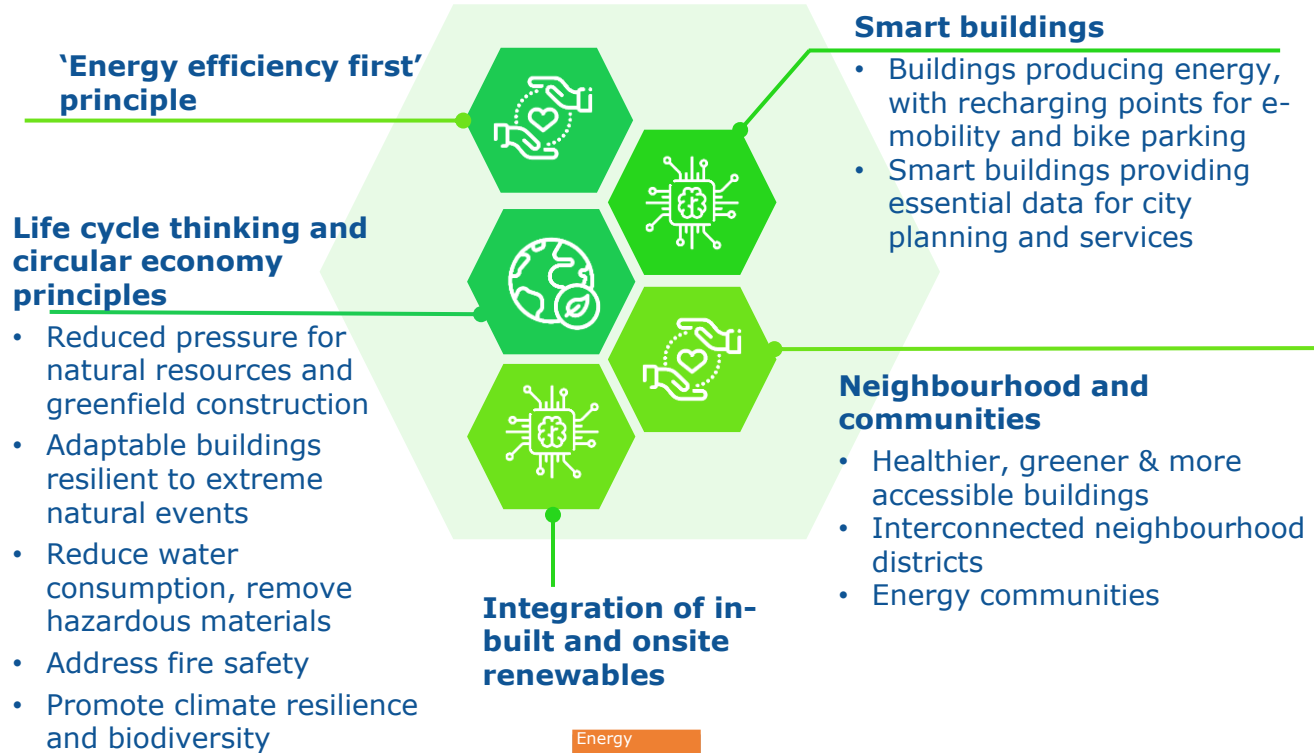 ‘Energy efficiency first’
principle
Life cycle thinking and
circular economy
principles
• Reduced pressure for
natural resources and
greenfield construction
• Adaptable buildings
resilient to extreme
natural events
• Reduce water
consumption, remove
hazardous materials
• Address fire safety
• Promote climate resilience
and biodiversity
Smart buildings
• Buildings producing energy,
with recharging points for e-
mobility and bike parking
• Smart buildings providing
essential data for city
planning and services
Neighbourhood and
communities
• Healthier, greener & more
accessible buildings
• Interconnected neighbourhood
districts
• Energy communities
Integration of in-
built and onsite
renewables
Energy